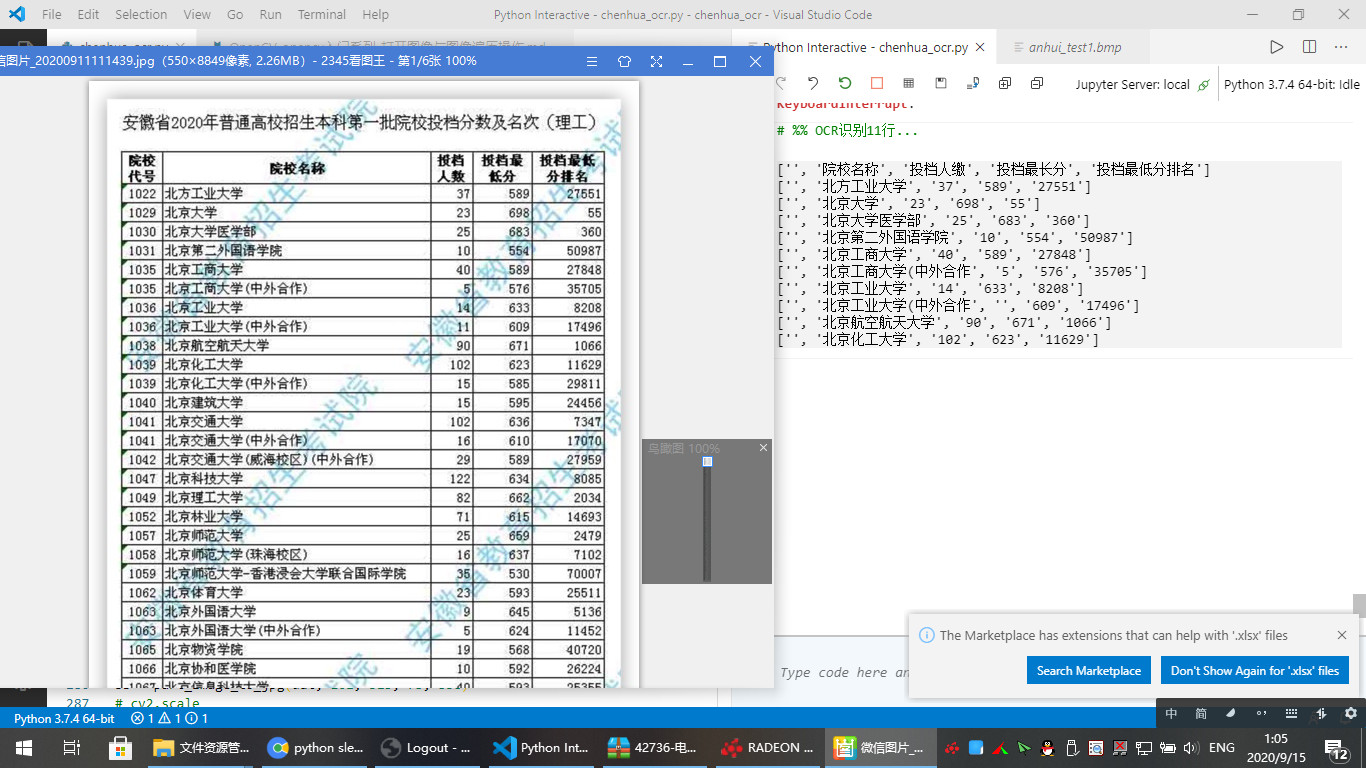 File Edit Selection View Go Run Terminal Help Python Interactive - chenhua_ocr.py - chenhua_ocr - Visual Studio Code
Python Interactive - chenhua_ocr.py × anhui_test1.bmp
信图片_20200911111439.jpg（550×8849像素, 2.26MB）- 2345看图王 - 第1/6张 100%
Jupyter Server: local Python 3.7.4 64-bit: Idle
KeyboardInterrupt:
# %% OCR识别11行...
['', '院校名称', '投档人缴', '投档最长分', '投档最低分排名']
['', '北方工业大学', '37', '589', '27551']
['', '北京大学', '23', '698', '55']
['', '北京大学医学部', '25', '683', '360']
['', '北京第二外国语学院', '10', '554', '50987']
['', '北京工商大学', '40', '589', '27848']
['', '北京工商大学(中外合作', '5', '576', '35705']
['', '北京工业大学', '14', '633', '8208']
['', '北京工业大学(中外合作', '', '609', '17496']
['', '北京航空航天大学', '90', '671', '1066']
['', '北京化工大学', '102', '623', '11629']
安徽省2020年普通高校招生本科第一批院校投档分数及名次（理工）
院校代号 院校名称 投档人数 投档最低分 投档最低分排名
1022 北方工业大学 37 589 27551
1029 北京大学 23 698 55
1030 北京大学医学部 25 683 360
1031 北京第二外国语学院 10 554 50987
1035 北京工商大学 40 589 27848
1035 北京工商大学(中外合作) 5 576 35705
1036 北京工业大学 14 633 8208
1036 北京工业大学(中外合作) 11 609 17496
1038 北京航空航天大学 90 671 1066
1039 北京化工大学 102 623 11629
1039 北京化工大学(中外合作) 15 585 29811
1040 北京建筑大学 15 595 24456
1041 北京交通大学 102 636 7347
1041 北京交通大学(中外合作) 16 610 17070
1042 北京交通大学(威海校区)(中外合作) 29 589 27959
1047 北京科技大学 122 634 8085
1049 北京理工大学 82 662 2034
1052 北京林业大学 71 615 14693
1057 北京师范大学 25 659 2479
1058 北京师范大学(珠海校区) 16 637 7102
1059 北京师范大学-香港浸会大学联合国际学院 35 530 70007
1062 北京体育大学 23 593 25511
1063 北京外国语大学 9 645 5136
1063 北京外国语大学(中外合作) 5 624 11452
1065 北京物资学院 19 568 40720
1066 北京协和医学院 10 592 26224
1067 北京信息科技大学 593 25355
安徽省教育招生考试院
鸟瞰图 100%
The Marketplace has extensions that can help with '.xlsx' files
Search Marketplace Don't Show Again for '.xlsx' files
Type code here an
287 # cv2.scale
Python 3.7.4 64-bit 1 1 1
中 简
文件资源管... python sle... Logout - ... Python Int... 42736-电... RADEON ... 微信图片_... ENG 1:05
2020/9/15 12